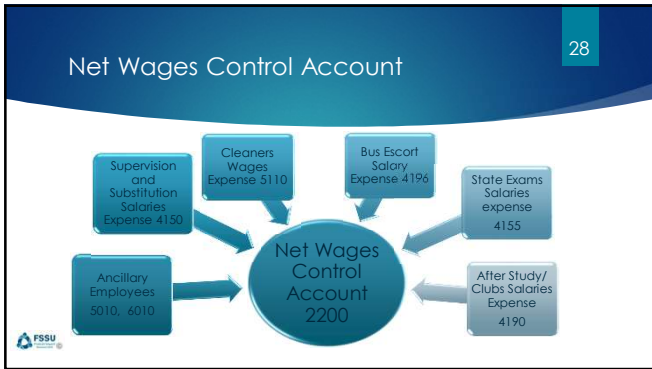 28
Net Wages Control Account
Cleaners
Wages
Expense 5110
Bus Escort
Salary
Expense 4196
Supervision
and
Substitution
Salaries
Expense 4150
State Exams
Salaries
expense
4155
Ancillary
Employees
5010, 6010
Net Wages
Control
Account
2200
After Study/
Clubs Salaries
Expense
4190
FSSU